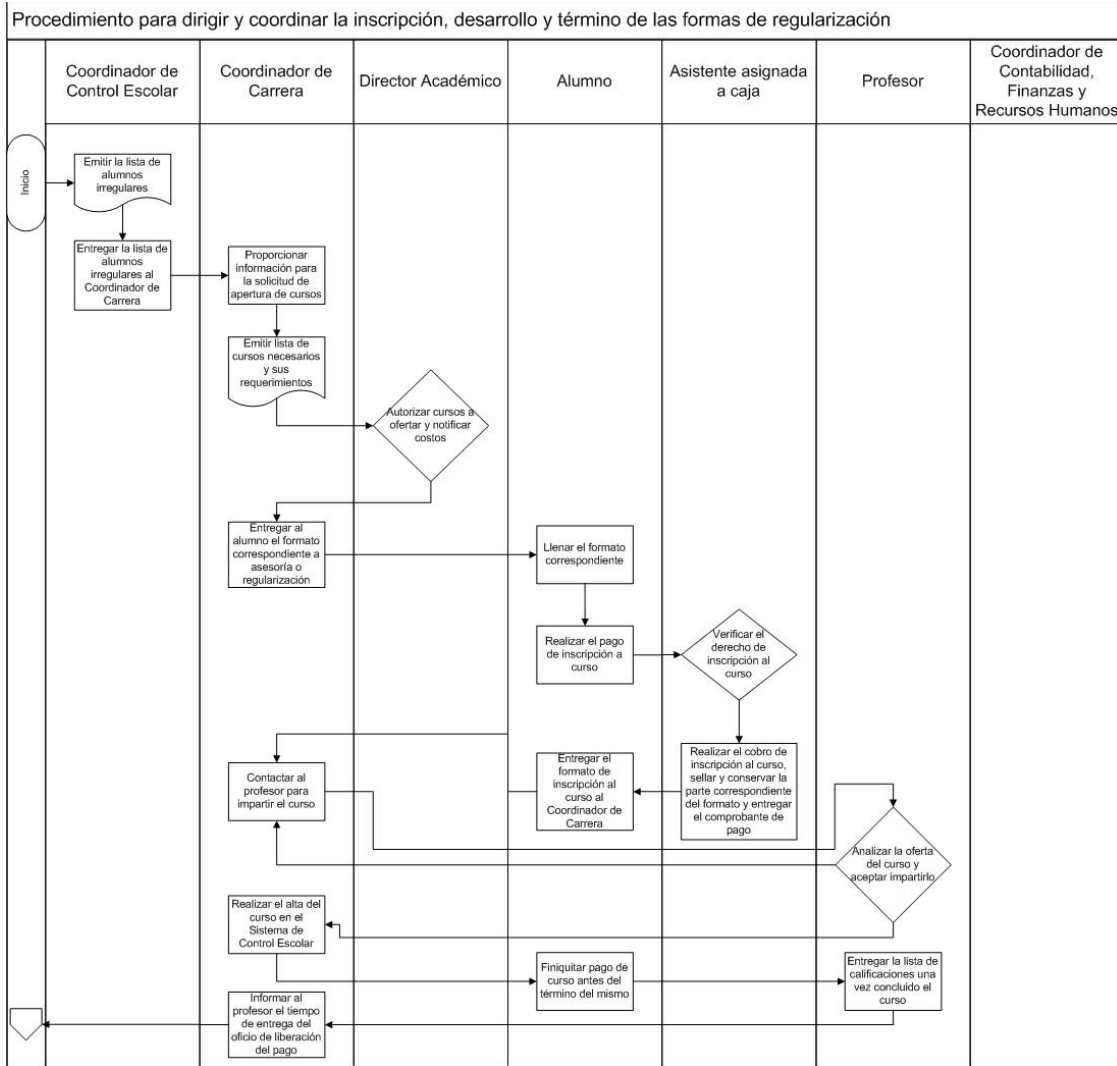 Procedimiento para dirigir y coordinar la inscripción, desarrollo y término de las formas de regularización
Coordinador de
Control Escolar
Coordinador de
Carrera
Director Académico
Alumno
Asistente asignada
a caja
Profesor
Coordinador de
Contabilidad,
Finanzas y
Recursos Humanos
Inicio
Emitir la lista de
alumnos
irregulares
Entregar la lista de
alumnos
irregulares al
Coordinador de
Carrera
Proporcionar
información para
la solicitud de
apertura de cursos
Emitir lista de
cursos necesarios
y sus
requerimientos
Autorizar cursos a
ofertar y notificar
costos
Entregar al
alumno el formato
correspondiente a
asesoría o
regularización
Llenar el formato
correspondiente
Realizar el pago
de inscripción a
curso
Verificar el
derecho de
inscripción al
curso
Realizar el cobro de
inscripción al curso,
sellar y conservar la
parte correspondiente
del formato y entregar
el comprobante de
pago
Entregar el
formato de
inscripción al
curso al
Coordinador de
Carrera
Contactar al
profesor para
impartir el curso
Analizar la oferta
del curso y
aceptar impartirlo
Realizar el alta del
curso en el
Sistema de
Control Escolar
Finiquitar pago de
curso antes del
término del mismo
Entregar la lista de
calificaciones una
vez concluido el
curso
Informar al
profesor el tiempo
de entrega del
oficio de liberación
del pago